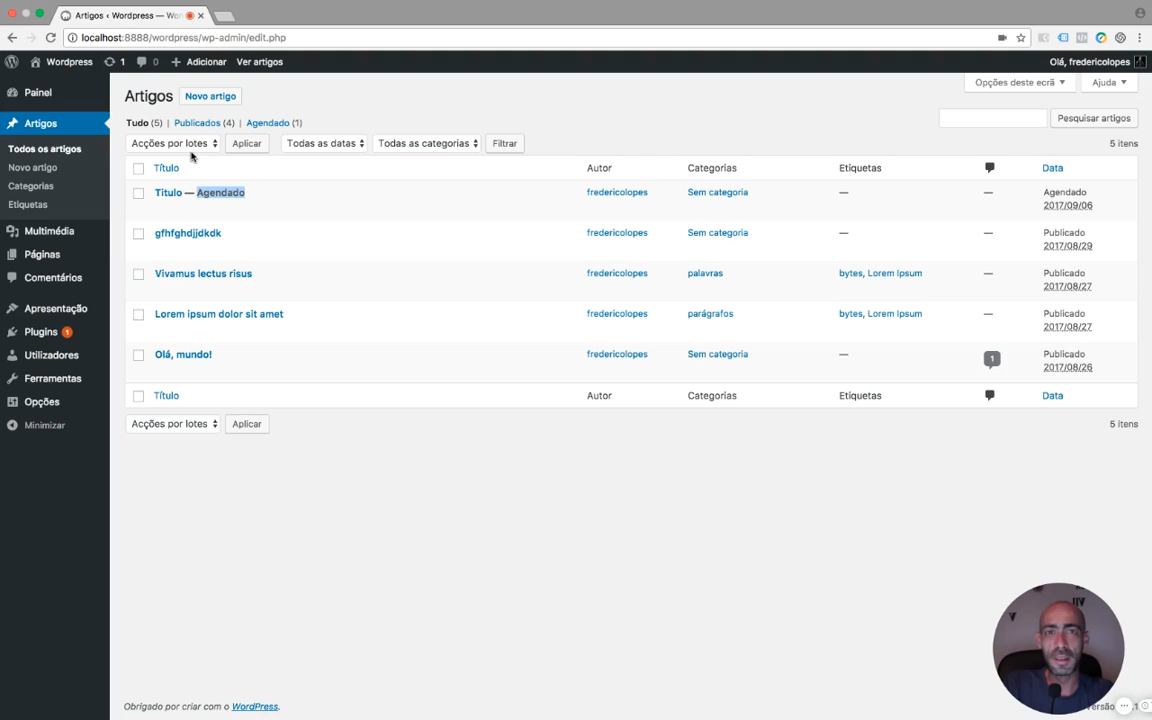 Artigos ‹ Wordpress — Wor
localhost:8888/wordpress/wp-admin/edit.php
Wordpress 1 0 Adicionar Ver artigos Olá, fredericolopes
Painel
Artigos
Todos os artigos
Novo artigo
Categorias
Etiquetas
Multimédia
Páginas
Comentários
Apresentação
Plugins 1
Utilizadores
Ferramentas
Opções
Minimizar
Opções deste ecrã Ajuda
Artigos Novo artigo
Tudo (5) | Publicados (4) | Agendado (1)
Pesquisar artigos
Acções por lotes Aplicar Todas as datas Todas as categorias Filtrar 5 itens
Título Autor Categorias Etiquetas Data
Titulo — Agendado fredericolopes Sem categoria — — Agendado
2017/09/06
gfhfghdjjdkdk fredericolopes Sem categoria — — Publicado
2017/08/29
Vivamus lectus risus fredericolopes palavras bytes, Lorem Ipsum — Publicado
2017/08/27
Lorem ipsum dolor sit amet fredericolopes parágrafos bytes, Lorem Ipsum — Publicado
2017/08/27
Olá, mundo! fredericolopes Sem categoria — 1 Publicado
2017/08/26
Título Autor Categorias Etiquetas Data
Acções por lotes Aplicar 5 itens
Obrigado por criar com o WordPress.